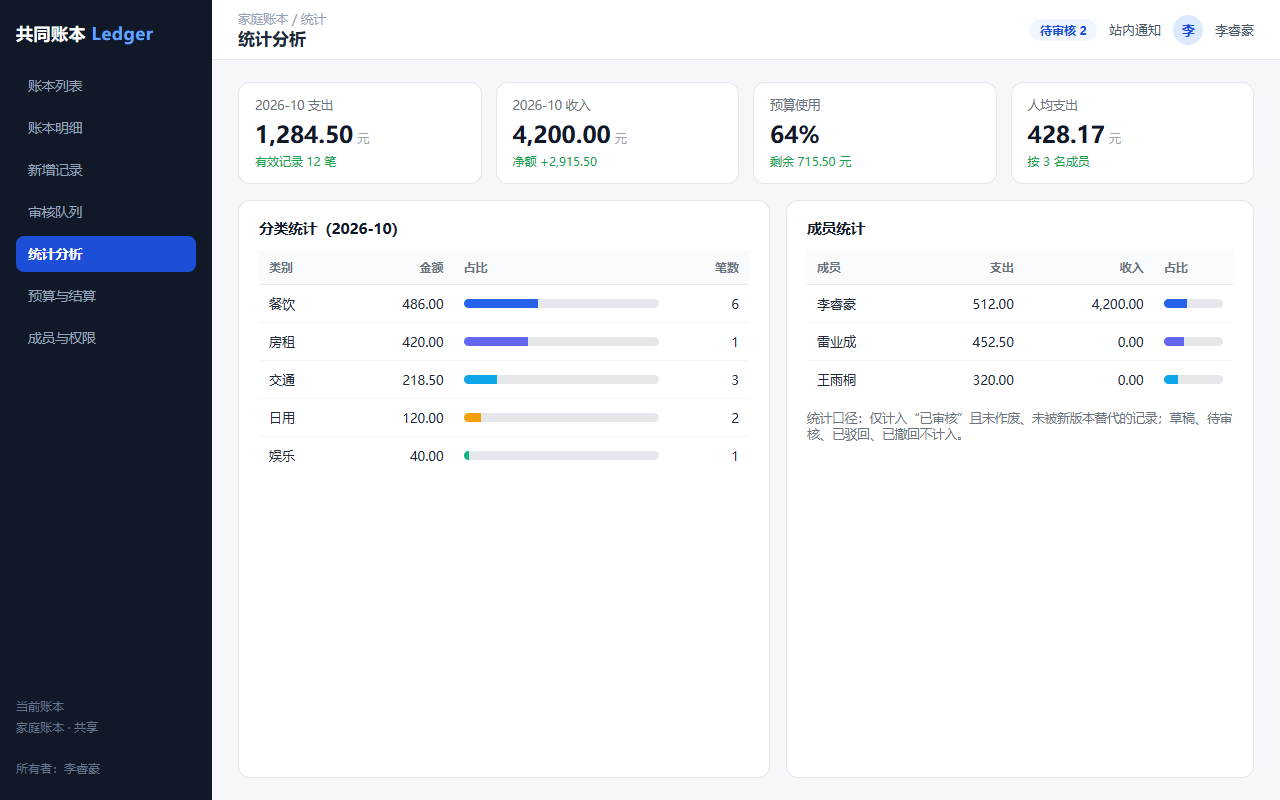 共同账本 Ledger
账本列表
账本明细
新增记录
审核队列
统计分析
预算与结算
成员与权限
当前账本
家庭账本 · 共享
所有者：李睿豪
家庭账本 / 统计
统计分析
待审核 2
站内通知
李
李睿豪
2026-10 支出
1,284.50 元
有效记录 12 笔
2026-10 收入
4,200.00 元
净额 +2,915.50
预算使用
64%
剩余 715.50 元
人均支出
428.17 元
按 3 名成员
分类统计（2026-10）
类别 金额 占比 笔数
餐饮 486.00 6
房租 420.00 1
交通 218.50 3
日用 120.00 2
娱乐 40.00 1
成员统计
成员 支出 收入 占比
李睿豪 512.00 4,200.00
雷业成 452.50 0.00
王雨桐 320.00 0.00
统计口径：仅计入“已审核”且未作废、未被新版本替代的记录；草稿、待审
核、已驳回、已撤回不计入。